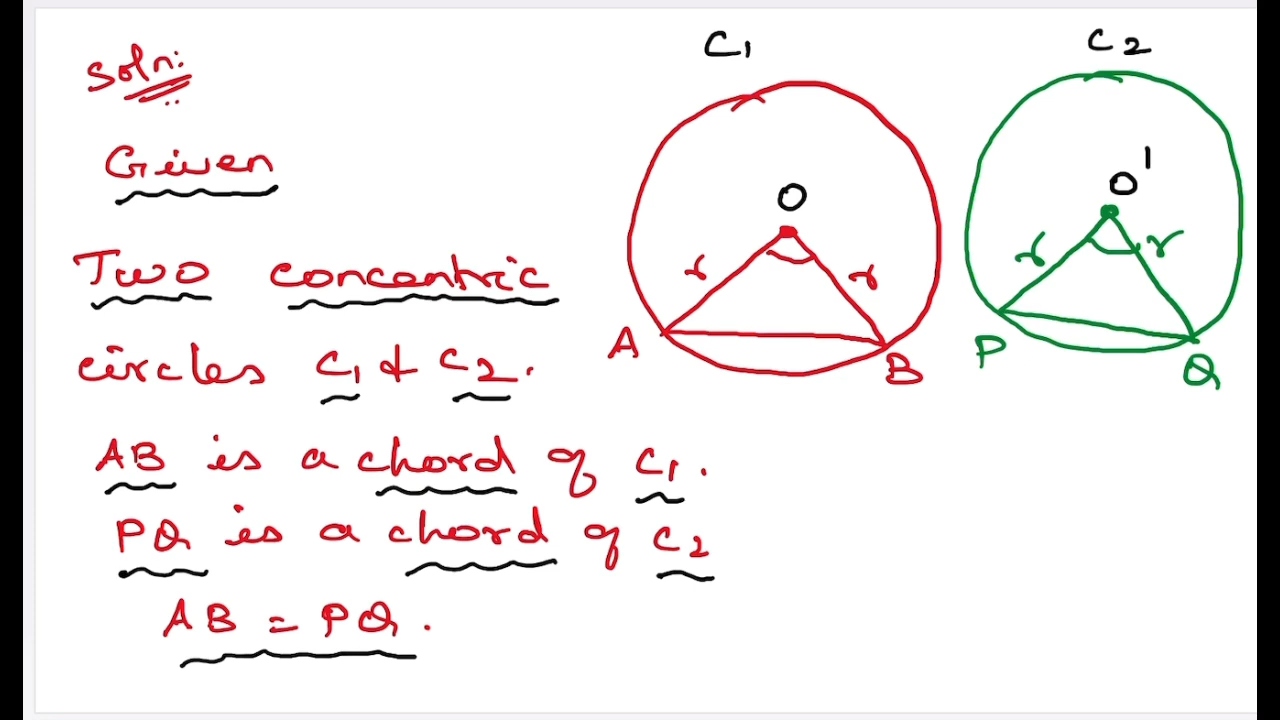 Soln:
Given
Two concentric
circles C1 & C2.
AB is a chord of C1.
PQ is a chord of C2
AB = PQ.
C1
O
r r
A B
C2
O'
r r
P Q